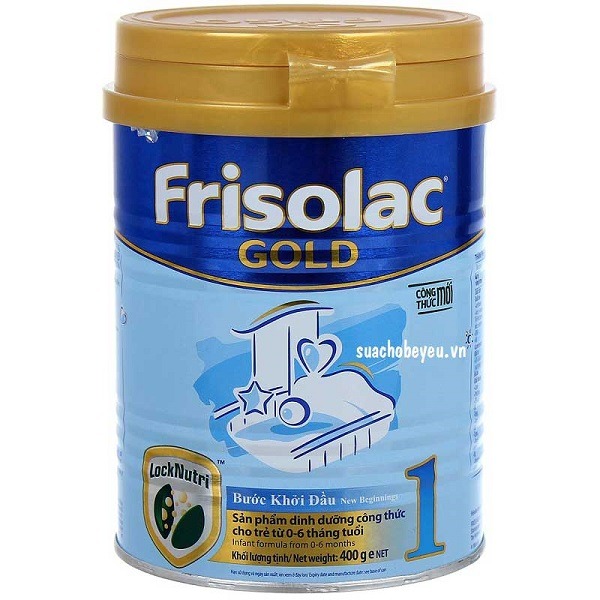 Frisolac®
GOLD
CÔNG THỨC mới
suachobeyeu.vn
LockNutri™
Bước Khởi Đầu New Beginnings
1
Sản phẩm dinh dưỡng công thức
cho trẻ từ 0-6 tháng tuổi
Infant formula from 0-6 months
Khối lượng tịnh/ Net weight: 400 g e NET